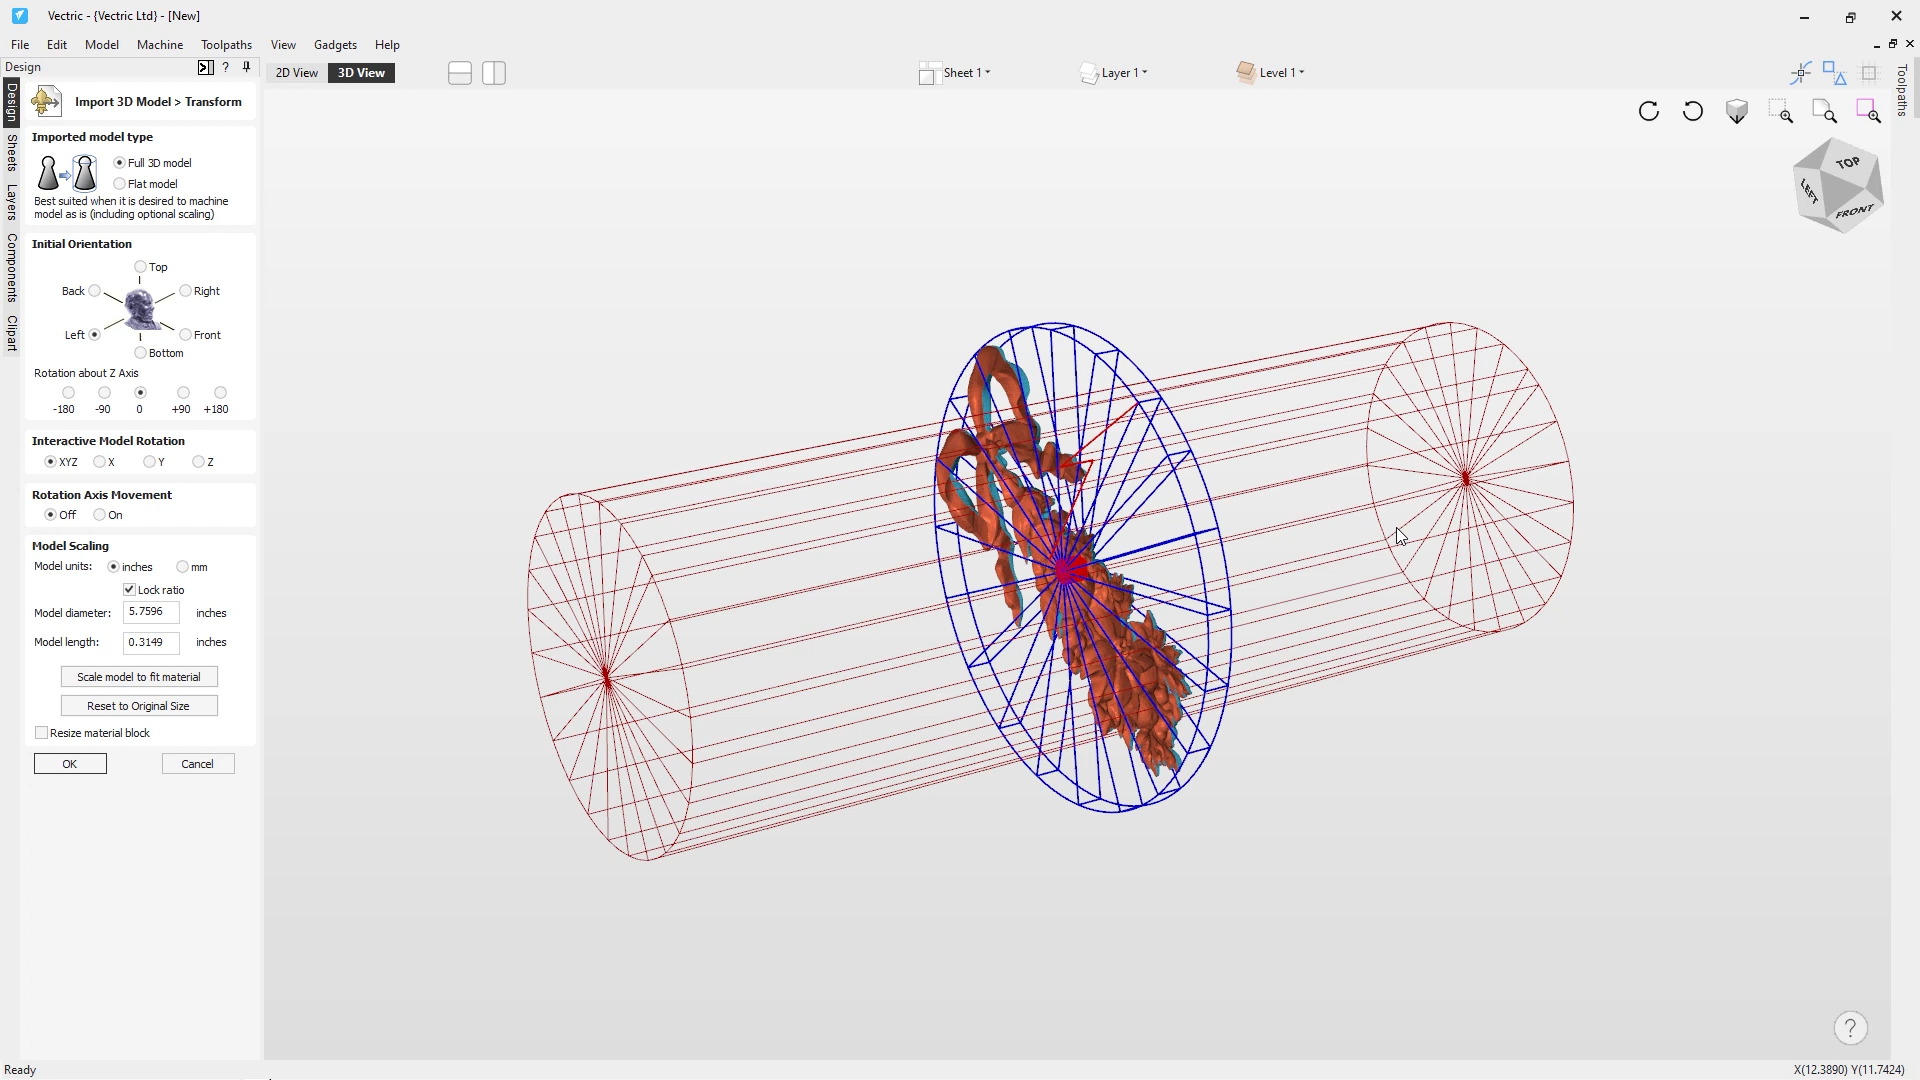 Vectric - {Vectric Ltd} - [New]
File Edit Model Machine Toolpaths View Gadgets Help
Design
?
2D View 3D View
Sheet 1
Layer 1
Level 1
Toolpaths
Design
Sheets
Layers
Components
Clipart
Import 3D Model > Transform
Imported model type
Full 3D model
Flat model
Best suited when it is desired to machine
model as is (including optional scaling)
Initial Orientation
Top
Back
Right
Left
Front
Bottom
Rotation about Z Axis
-180 -90 0 +90 +180
Interactive Model Rotation
XYZ X Y Z
Rotation Axis Movement
Off On
Model Scaling
Model units: inches mm
Lock ratio
Model diameter: 5.7596 inches
Model length: 0.3149 inches
Scale model to fit material
Reset to Original Size
Resize material block
OK Cancel
TOP
LEFT
FRONT
?
Ready
X(12.3890) Y(11.7424)